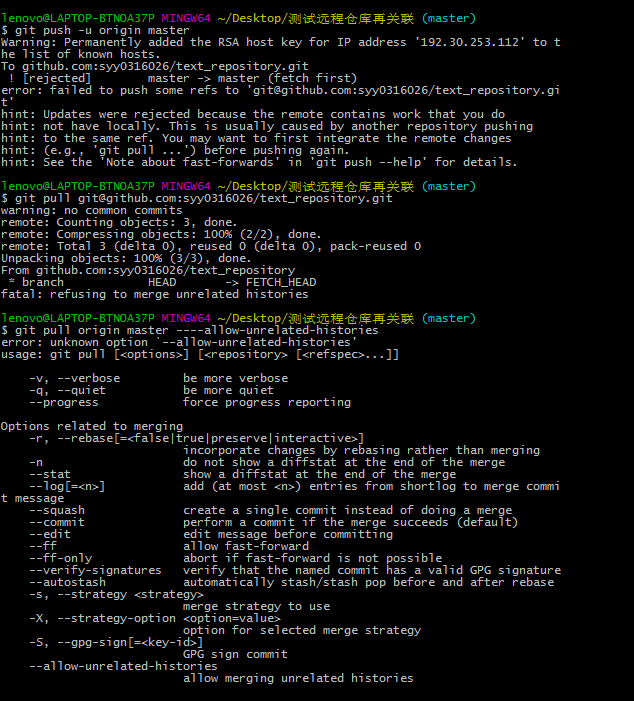 lenovo@LAPTOP-BTNOA37P MINGW64 ~/Desktop/测试远程仓库再关联 (master)
$ git push -u origin master
Warning: Permanently added the RSA host key for IP address '192.30.253.112' to t
he list of known hosts.
To github.com:syy0316026/text_repository.git
 ! [rejected]        master -> master (fetch first)
error: failed to push some refs to 'git@github.com:syy0316026/text_repository.gi
t'
hint: Updates were rejected because the remote contains work that you do
hint: not have locally. This is usually caused by another repository pushing
hint: to the same ref. You may want to first integrate the remote changes
hint: (e.g., 'git pull ...') before pushing again.
hint: See the 'Note about fast-forwards' in 'git push --help' for details.
lenovo@LAPTOP-BTNOA37P MINGW64 ~/Desktop/测试远程仓库再关联 (master)
$ git pull git@github.com:syy0316026/text_repository.git
warning: no common commits
remote: Counting objects: 3, done.
remote: Compressing objects: 100% (2/2), done.
remote: Total 3 (delta 0), reused 0 (delta 0), pack-reused 0
Unpacking objects: 100% (3/3), done.
From github.com:syy0316026/text_repository
 * branch            HEAD       -> FETCH_HEAD
fatal: refusing to merge unrelated histories
lenovo@LAPTOP-BTNOA37P MINGW64 ~/Desktop/测试远程仓库再关联 (master)
$ git pull origin master ----allow-unrelated-histories
error: unknown option `--allow-unrelated-histories'
usage: git pull [<options>] [<repository> [<refspec>...]]
    -v, --verbose         be more verbose
    -q, --quiet           be more quiet
    --progress            force progress reporting
Options related to merging
    -r, --rebase[=<false|true|preserve|interactive>]
                          incorporate changes by rebasing rather than merging
    -n                    do not show a diffstat at the end of the merge
    --stat                show a diffstat at the end of the merge
    --log[=<n>]           add (at most <n>) entries from shortlog to merge commi
t message
    --squash              create a single commit instead of doing a merge
    --commit              perform a commit if the merge succeeds (default)
    --edit                edit message before committing
    --ff                  allow fast-forward
    --ff-only             abort if fast-forward is not possible
    --verify-signatures   verify that the named commit has a valid GPG signature
    --autostash           automatically stash/stash pop before and after rebase
    -s, --strategy <strategy>
                          merge strategy to use
    -X, --strategy-option <option=value>
                          option for selected merge strategy
    -S, --gpg-sign[=<key-id>]
                          GPG sign commit
    --allow-unrelated-histories
                          allow merging unrelated histories